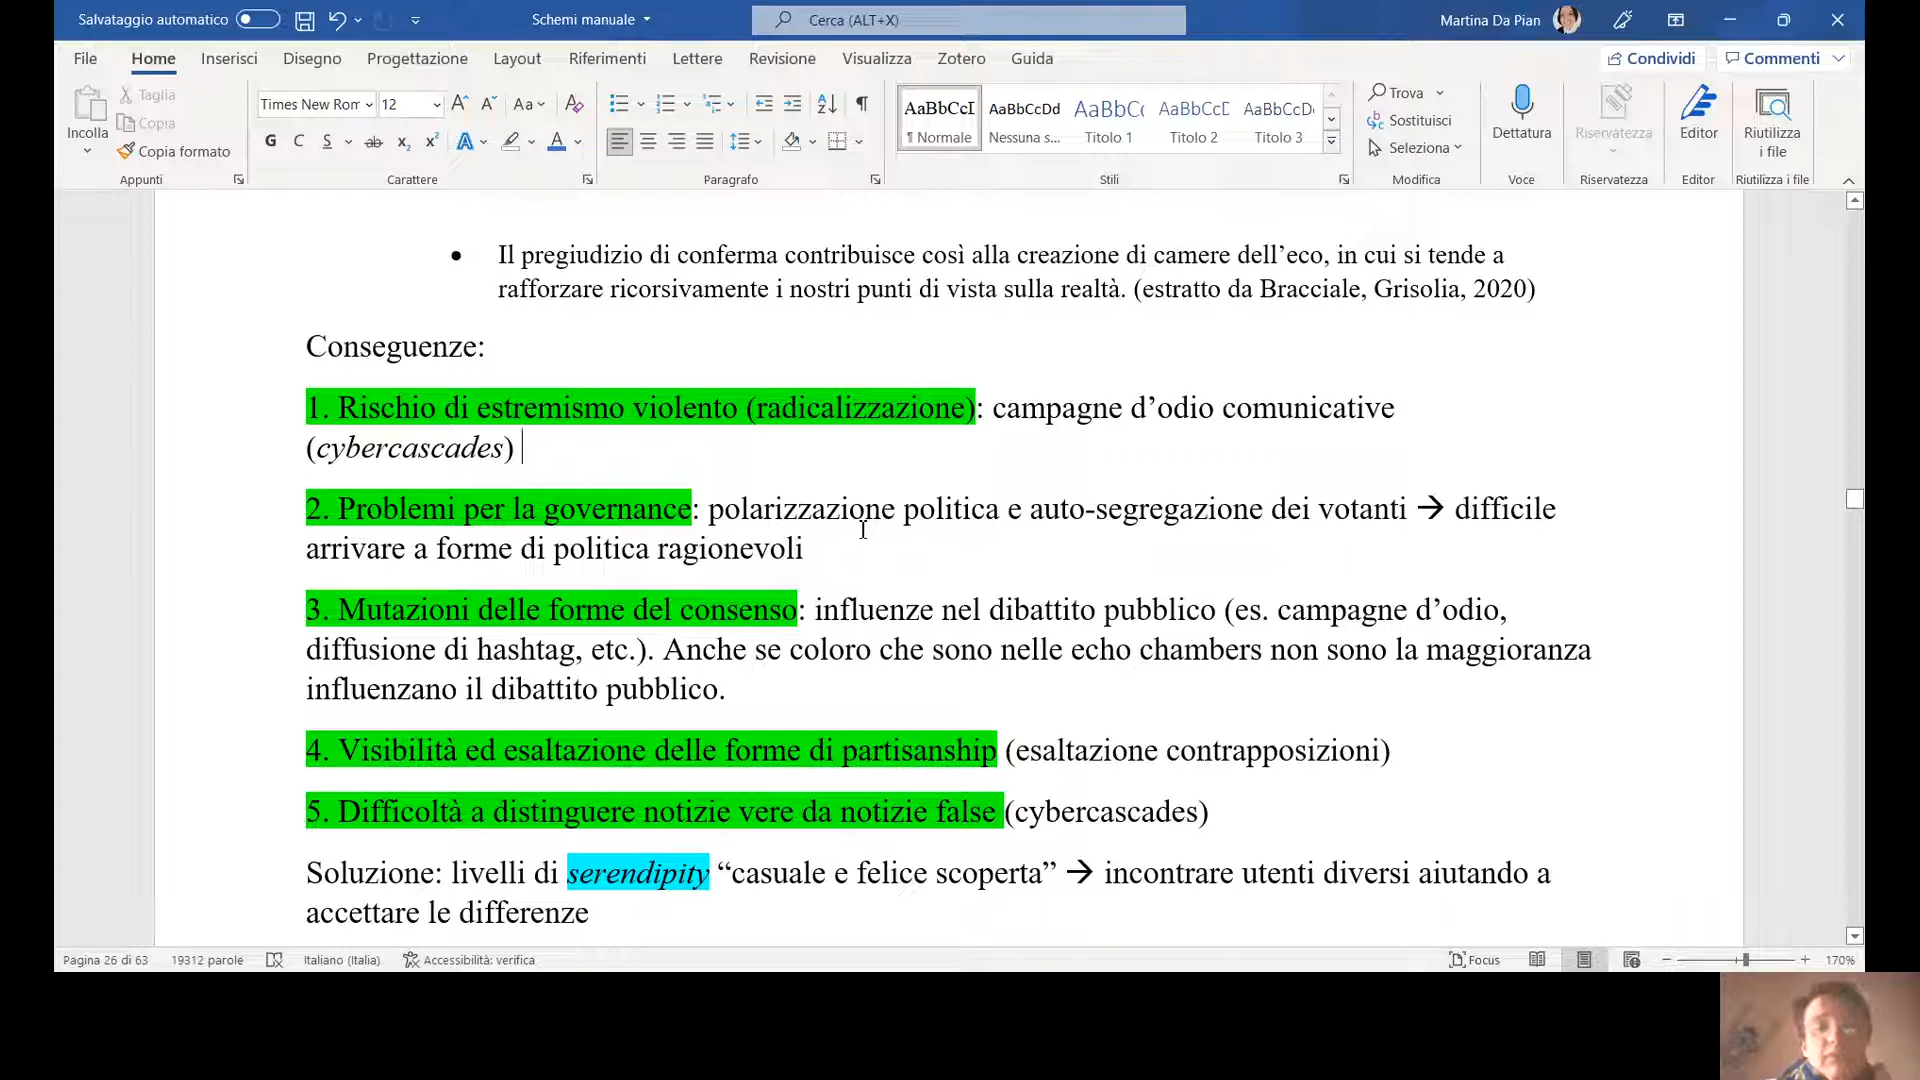 Salvataggio automatico
Schemi manuale
Cerca (ALT+X)
Martina Da Pian
File Home Inserisci Disegno Progettazione Layout Riferimenti Lettere Revisione Visualizza Zotero Guida Condividi Commenti
Incolla
Taglia
Copia
Copia formato
Appunti
Times New Ror 12
G C S ab
Carattere
Paragrafo
AaBbCcI AaBbCcDd AaBbC( AaBbCcD AaBbCcD
¶ Normale Nessuna s... Titolo 1 Titolo 2 Titolo 3
Stili
Trova
Sostituisci
Seleziona
Modifica
Dettatura
Voce
Riservatezza
Riservatezza
Editor
Editor
Riutilizza
i file
Riutilizza i file
• Il pregiudizio di conferma contribuisce così alla creazione di camere dell’eco, in cui si tende a
rafforzare ricorsivamente i nostri punti di vista sulla realtà. (estratto da Bracciale, Grisolia, 2020)
Conseguenze:
1. Rischio di estremismo violento (radicalizzazione): campagne d’odio comunicative
(cybercascades)
2. Problemi per la governance: polarizzazione politica e auto-segregazione dei votanti → difficile
arrivare a forme di politica ragionevoli
3. Mutazioni delle forme del consenso: influenze nel dibattito pubblico (es. campagne d’odio,
diffusione di hashtag, etc.). Anche se coloro che sono nelle echo chambers non sono la maggioranza
influenzano il dibattito pubblico.
4. Visibilità ed esaltazione delle forme di partisanship (esaltazione contrapposizioni)
5. Difficoltà a distinguere notizie vere da notizie false (cybercascades)
Soluzione: livelli di serendipity “casuale e felice scoperta” → incontrare utenti diversi aiutando a
accettare le differenze
Pagina 26 di 63 19312 parole Italiano (Italia) Accessibilità: verifica Focus 170%